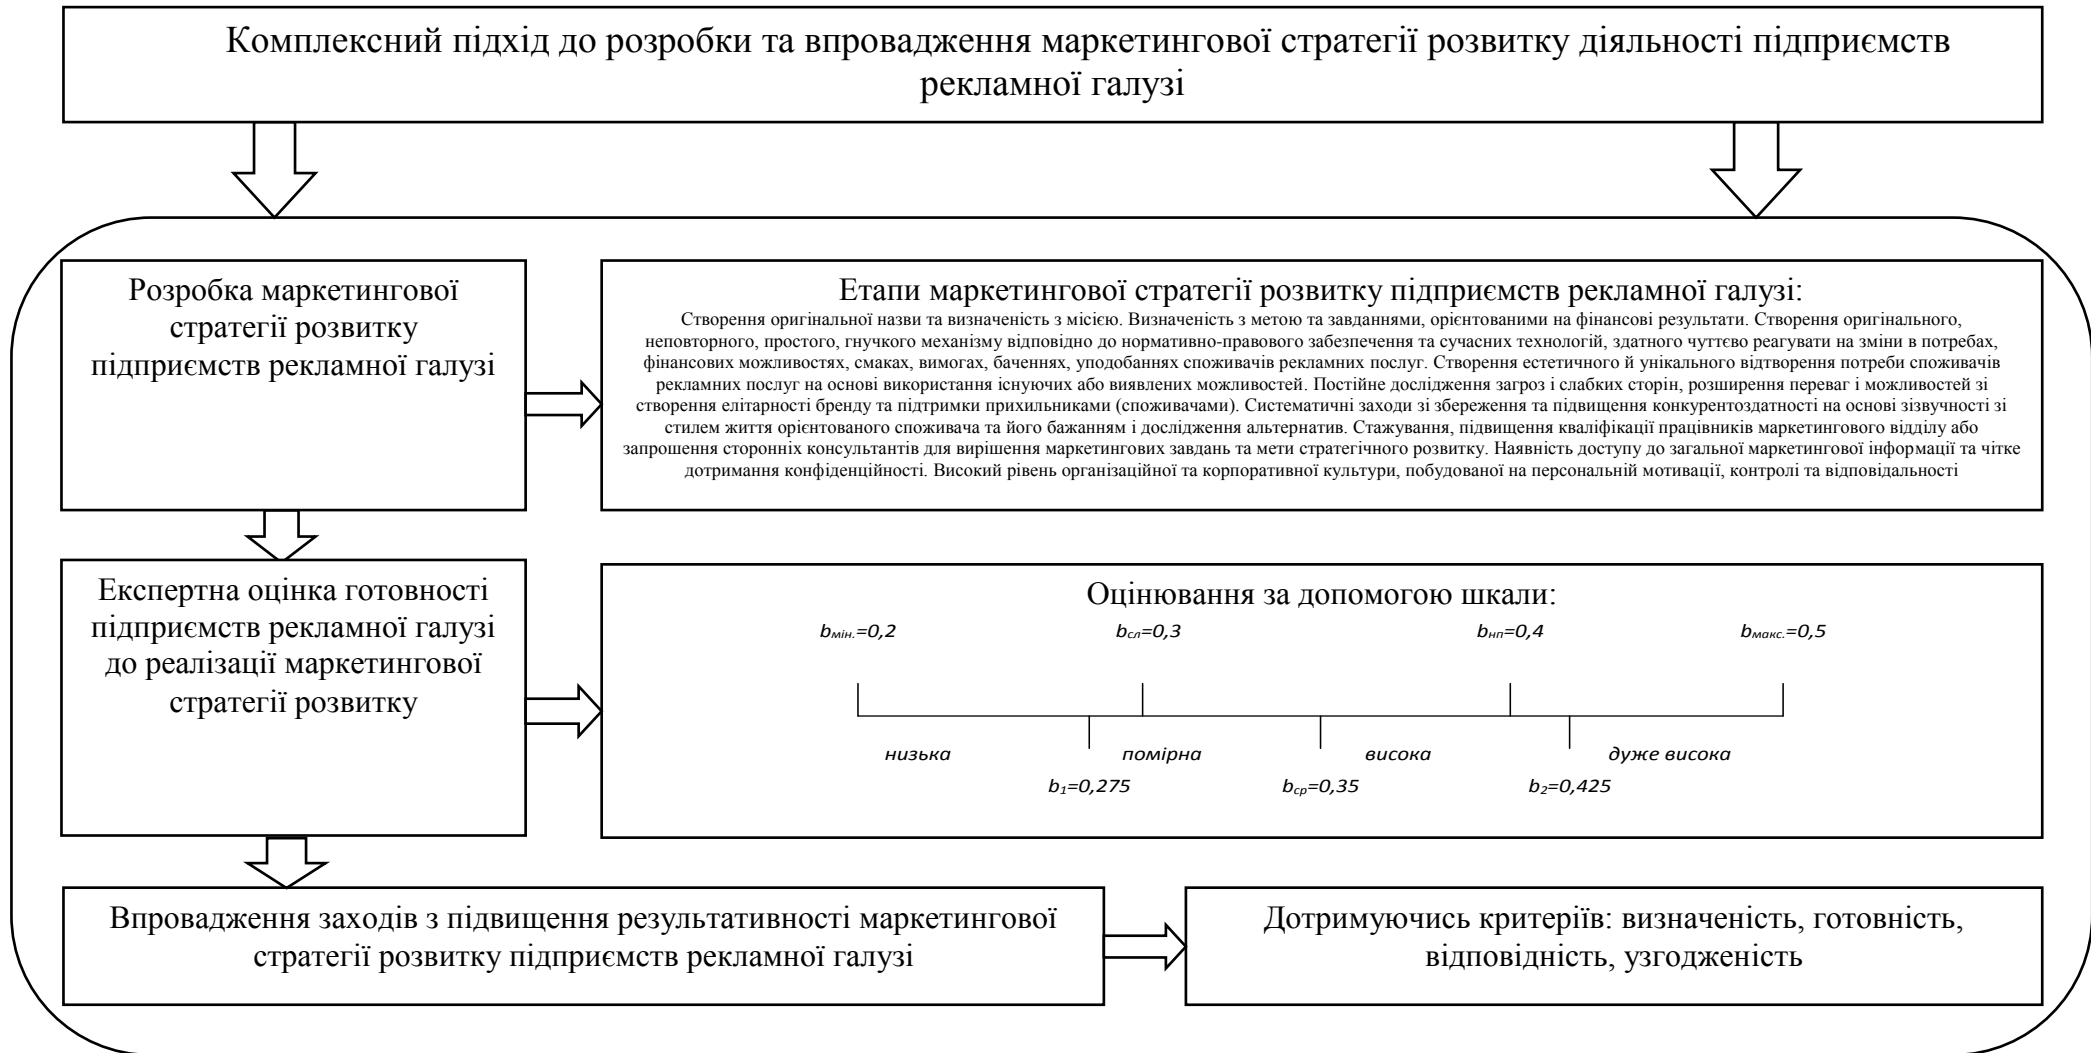 Комплексний підхід до розробки та впровадження маркетингової стратегії розвитку діяльності підприємств
рекламної галузі
Розробка маркетингової
стратегії розвитку
підприємств рекламної галузі
Етапи маркетингової стратегії розвитку підприємств рекламної галузі:
Створення оригінальної назви та визначеність з місією. Визначеність з метою та завданнями, орієнтованими на фінансові результати. Створення оригінального,
неповторного, простого, гнучкого механізму відповідно до нормативно-правового забезпечення та сучасних технологій, здатного чуттєво реагувати на зміни в потребах,
фінансових можливостях, смаках, вимогах, баченнях, уподобаннях споживачів рекламних послуг. Створення естетичного й унікального відтворення потреби споживачів
рекламних послуг на основі використання існуючих або виявлених можливостей. Постійне дослідження загроз і слабких сторін, розширення переваг і можливостей зі
створення елітарності бренду та підтримки прихильниками (споживачами). Систематичні заходи зі збереження та підвищення конкурентоздатності на основі зізвучності зі
стилем життя орієнтованого споживача та його бажанням і дослідження альтернатив. Стажування, підвищення кваліфікації працівників маркетингового відділу або
запрошення сторонніх консультантів для вирішення маркетингових завдань та мети стратегічного розвитку. Наявність доступу до загальної маркетингової інформації та чітке
дотримання конфіденційності. Високий рівень організаційної та корпоративної культури, побудованої на персональній мотивації, контролі та відповідальності
Експертна оцінка готовності
підприємств рекламної галузі
до реалізації маркетингової
стратегії розвитку
Оцінювання за допомогою шкали:
bмін.=0,2 bсл=0,3 bнп=0,4 bмакс.=0,5
низька помірна висока дуже висока
b1=0,275 bср=0,35 b2=0,425
Впровадження заходів з підвищення результативності маркетингової
стратегії розвитку підприємств рекламної галузі
Дотримуючись критеріїв: визначеність, готовність,
відповідність, узгодженість